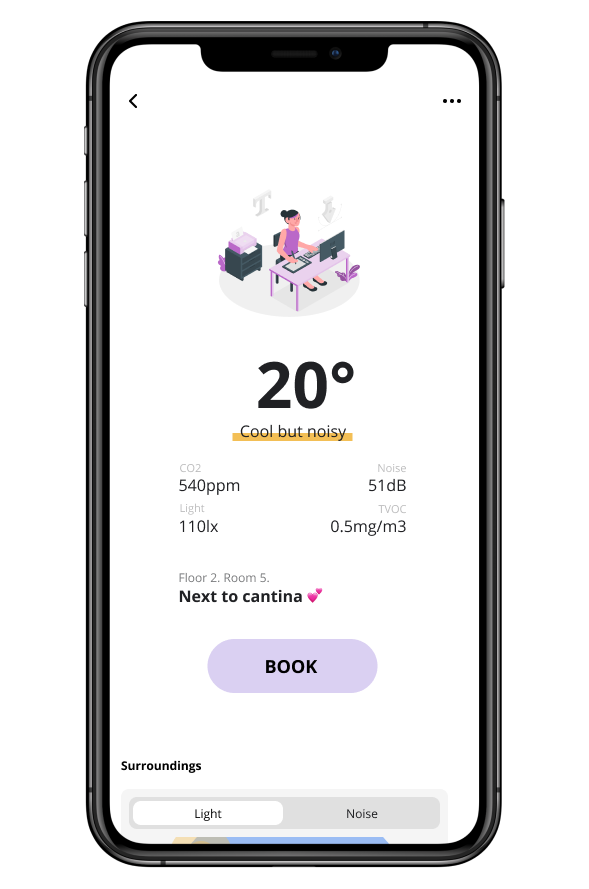 20°
Cool but noisy
CO2 Noise
540ppm 51dB
Light TVOC
110lx 0.5mg/m3
Floor 2. Room 5.
Next to cantina 💕
BOOK
Surroundings
Light Noise